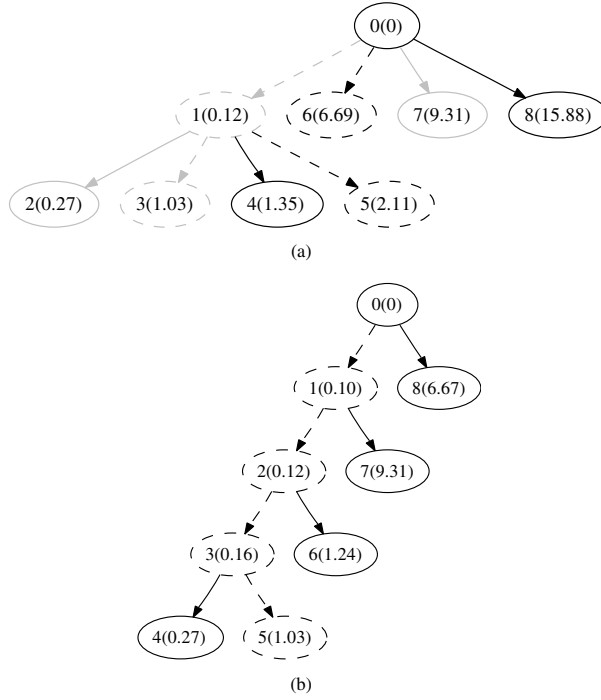 0(0)
1(0.12) 6(6.69) 7(9.31) 8(15.88)
2(0.27) 3(1.03) 4(1.35) 5(2.11)
(a)
0(0)
1(0.10) 8(6.67)
2(0.12) 7(9.31)
3(0.16) 6(1.24)
4(0.27) 5(1.03)
(b)